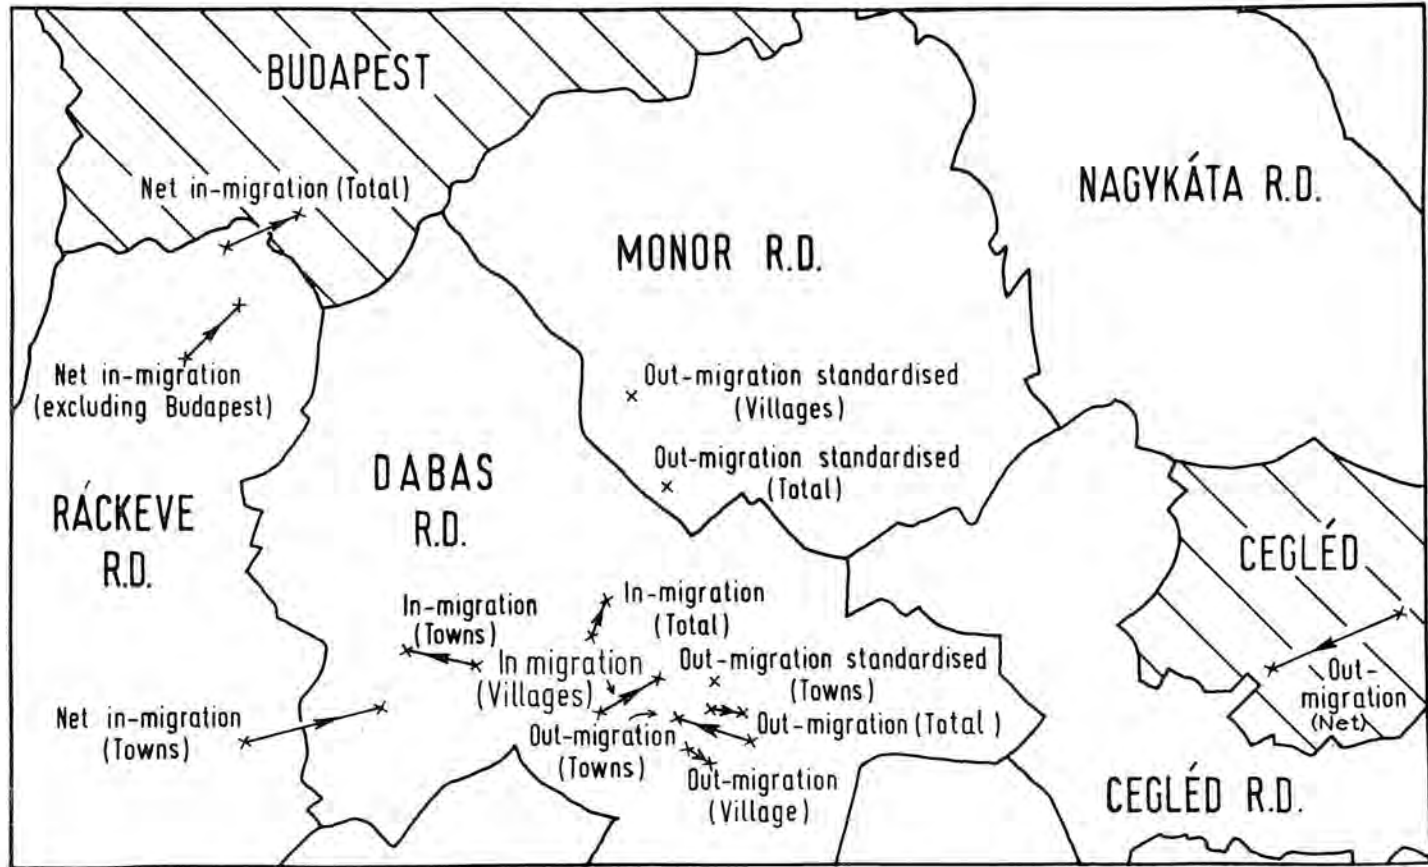 BUDAPEST
Net in-migration (Total)
NAGYKÁTA R.D.
MONOR R.D.
Net in-migration
(excluding Budapest)
Out-migration standardised
(Villages)
Out-migration standardised
(Total)
DABAS
R.D.
RÁCKEVE
R.D.
CEGLÉD
In-migration
(Towns)
In-migration
(Total)
In migration
(Villages)
Out-migration standardised
(Towns)
Net in-migration
(Towns)
Out-migration
(Towns)
Out-migration (Total)
Out-migration
(Village)
Out-
migration
(Net)
CEGLÉD R.D.